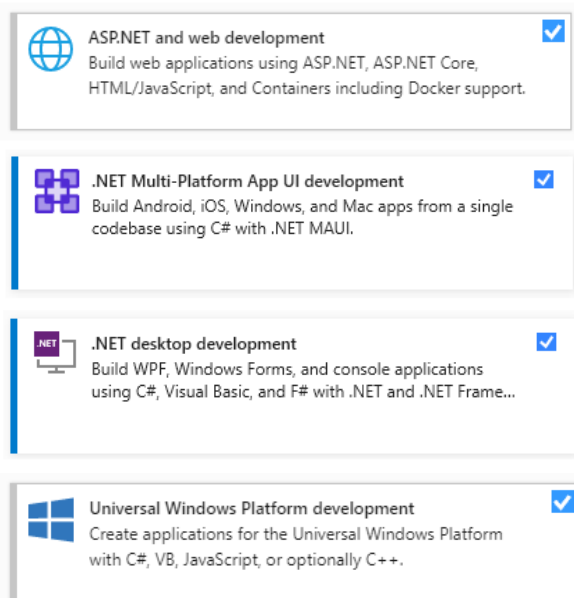 ASP.NET and web development
Build web applications using ASP.NET, ASP.NET Core,
HTML/JavaScript, and Containers including Docker support.
.NET Multi-Platform App UI development
Build Android, iOS, Windows, and Mac apps from a single
codebase using C# with .NET MAUI.
.NET
.NET desktop development
Build WPF, Windows Forms, and console applications
using C#, Visual Basic, and F# with .NET and .NET Frame...
Universal Windows Platform development
Create applications for the Universal Windows Platform
with C#, VB, JavaScript, or optionally C++.